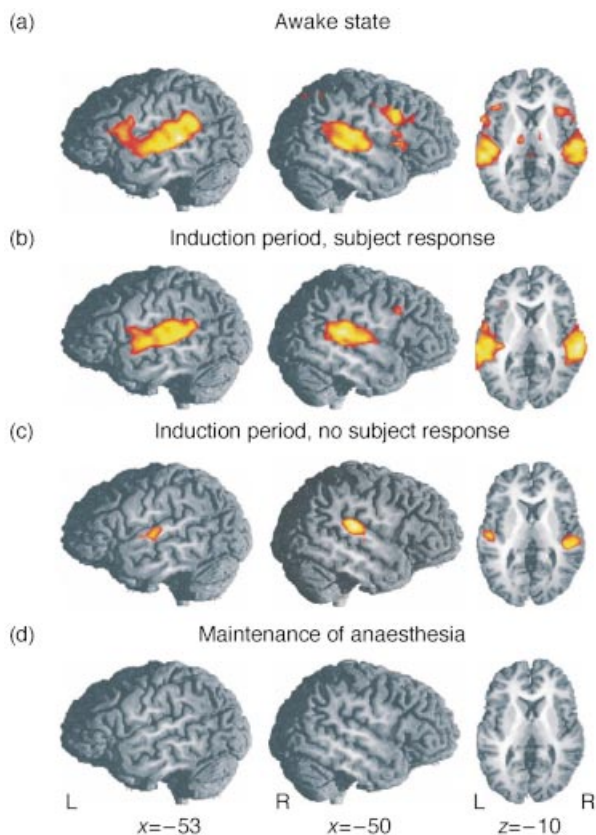 (a) Awake state
(b) Induction period, subject response
(c) Induction period, no subject response
(d) Maintenance of anaesthesia
L R L R
x=−53 x=−50 z=−10